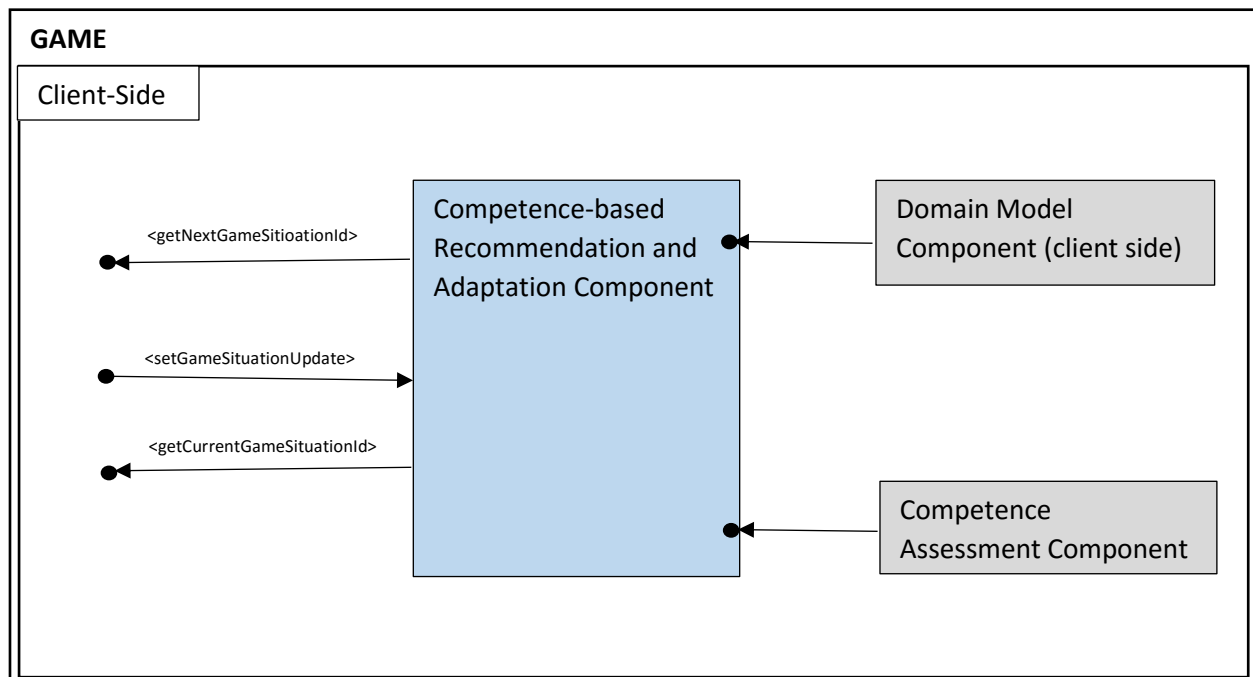 GAME
Client-Side
<getNextGameSitioationId>
<setGameSituationUpdate>
<getCurrentGameSituationId>
Competence-based
Recommendation and
Adaptation Component
Domain Model
Component (client side)
Competence
Assessment Component